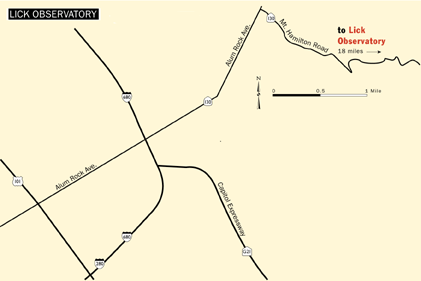 LICK OBSERVATORY
130
Mt. Hamilton Road
to Lick
Observatory
18 miles
Alum Rock Ave.
N
0 0.5 1 Mile
680
130
Alum Rock Ave.
101
Capitol Expressway
680
280
G21